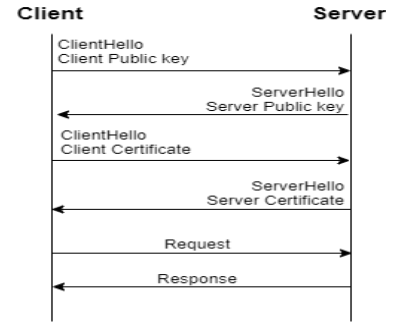 Client Server
ClientHello
Client Public key
ServerHello
Server Public key
ClientHello
Client Certificate
ServerHello
Server Certificate
Request
Response